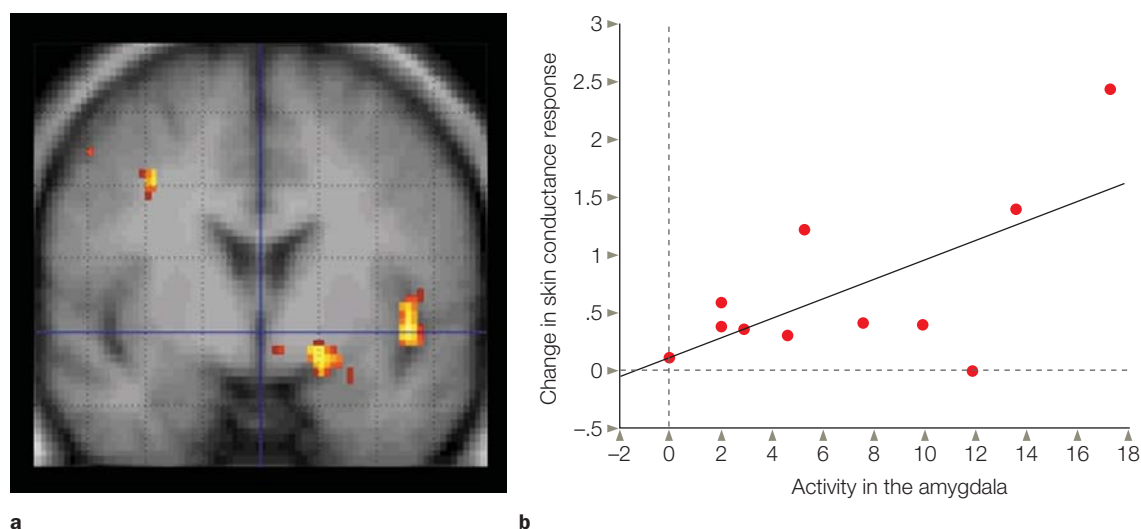 3
2.5
2
1.5
1
.5
0
–.5
Change in skin conductance response
–2 0 2 4 6 8 10 12 14 16 18
Activity in the amygdala
a b